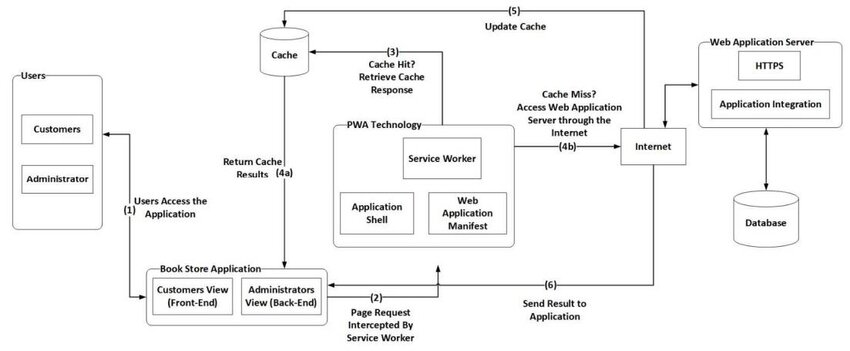 (5)
Update Cache
Cache
(3)
Cache Hit?
Retrieve Cache
Response
Web Application Server
HTTPS
Application Integration
Users
Customers
Administrator
Cache Miss?
Access Web Application
Server through the
Internet
(4b)
Internet
PWA Technology
Service Worker
Application
Shell
Web
Application
Manifest
Return Cache
Results
(4a)
Users Access the
(1)
Application
Database
Book Store Application
Customers View
(Front-End)
Administrators
View (Back-End)
(2)
Page Request
Intercepted By
Service Worker
(6)
Send Result to
Application